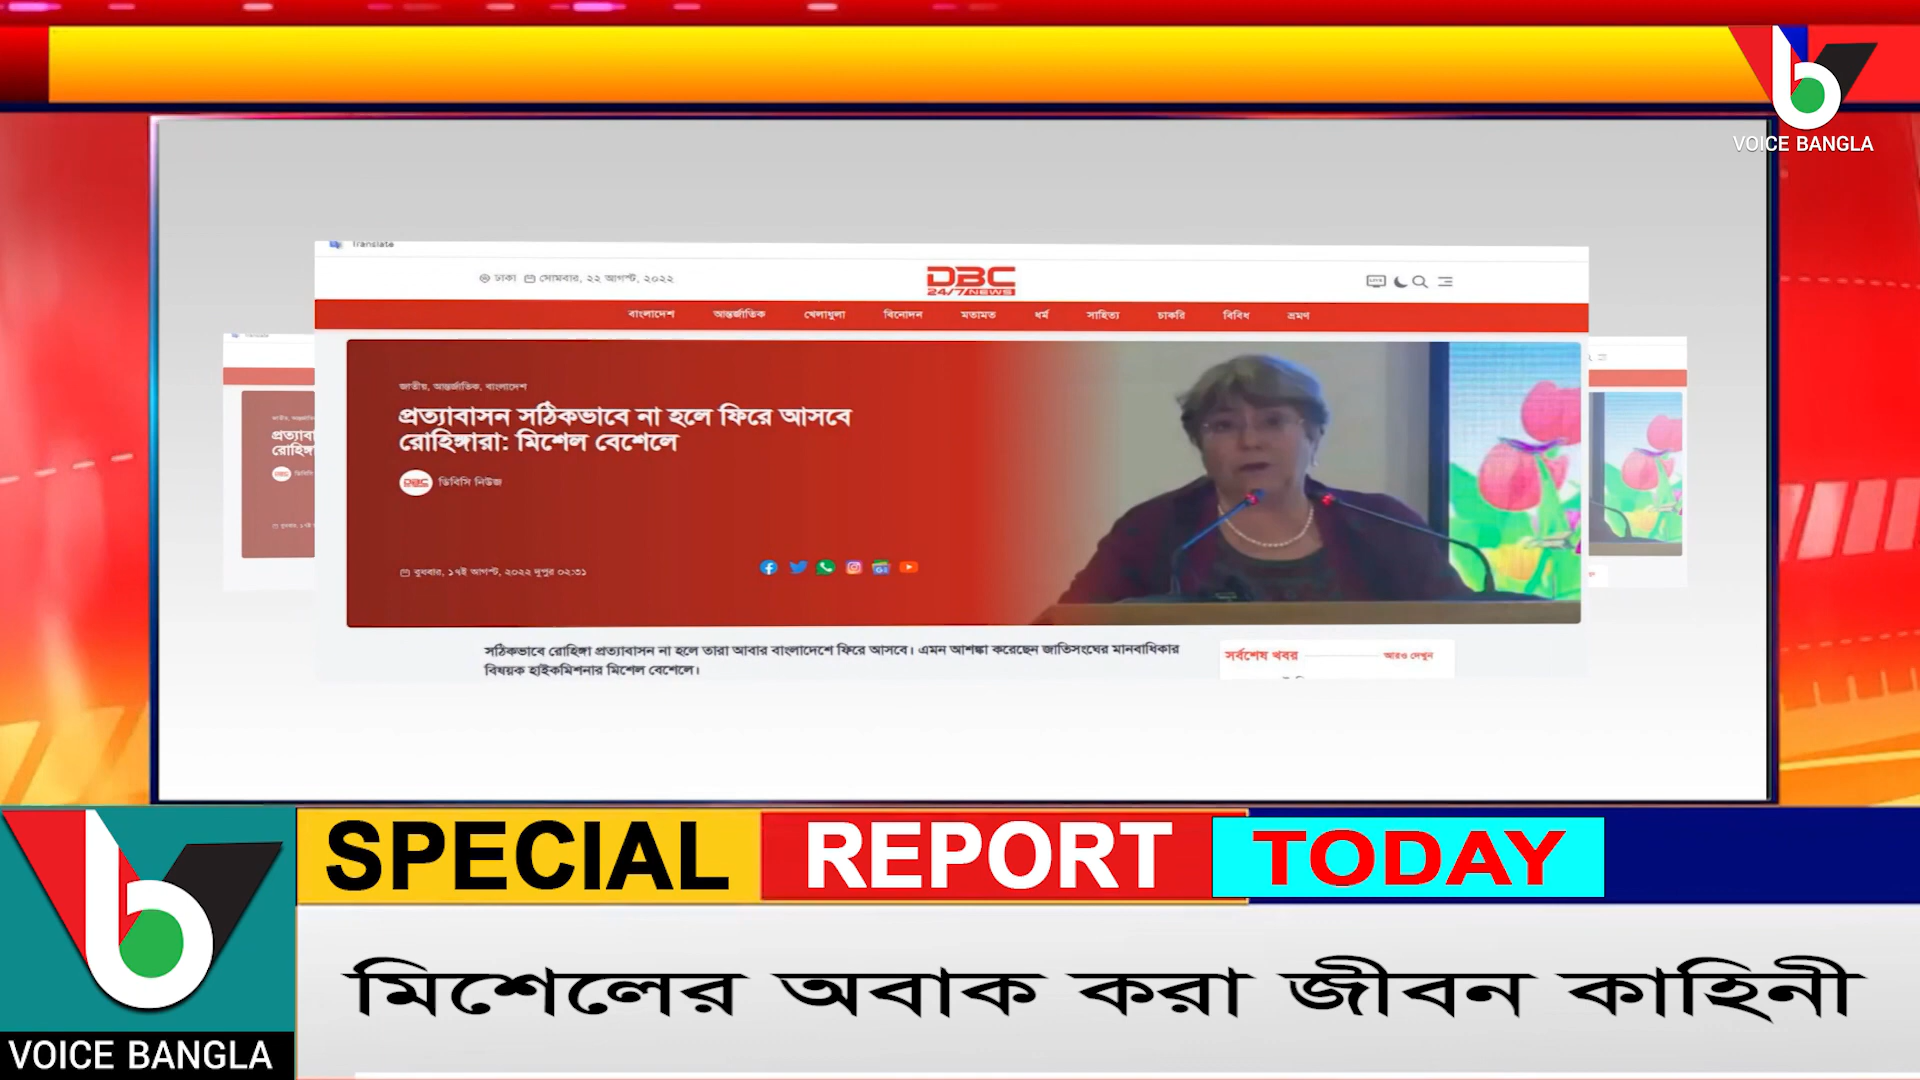 VOICE BANGLA
Translate
ঢাকা সোমবার, ২২ আগস্ট, ২০২২
DBC
24/7 NEWS
LIVE
বাংলাদেশ আন্তর্জাতিক খেলাধুলা বিনোদন মতামত ধর্ম সাহিত্য চাকরি বিবিধ ভ্রমণ
জাতীয়, আন্তর্জাতিক, বাংলাদেশ
প্রত্যাবাসন সঠিকভাবে না হলে ফিরে আসবে
রোহিঙ্গারা: মিশেল বেশেলে
ডিবিসি নিউজ
বুধবার, ১৭ই আগস্ট, ২০২২ দুপুর ০২:৩১
সঠিকভাবে রোহিঙ্গা প্রত্যাবাসন না হলে তারা আবার বাংলাদেশে ফিরে আসবে। এমন আশঙ্কা করেছেন জাতিসংঘের মানবাধিকার
বিষয়ক হাইকমিশনার মিশেল বেশেলে।
সর্বশেষ খবর আরও দেখুন
SPECIAL REPORT TODAY
মিশেলের অবাক করা জীবন কাহিনী
VOICE BANGLA